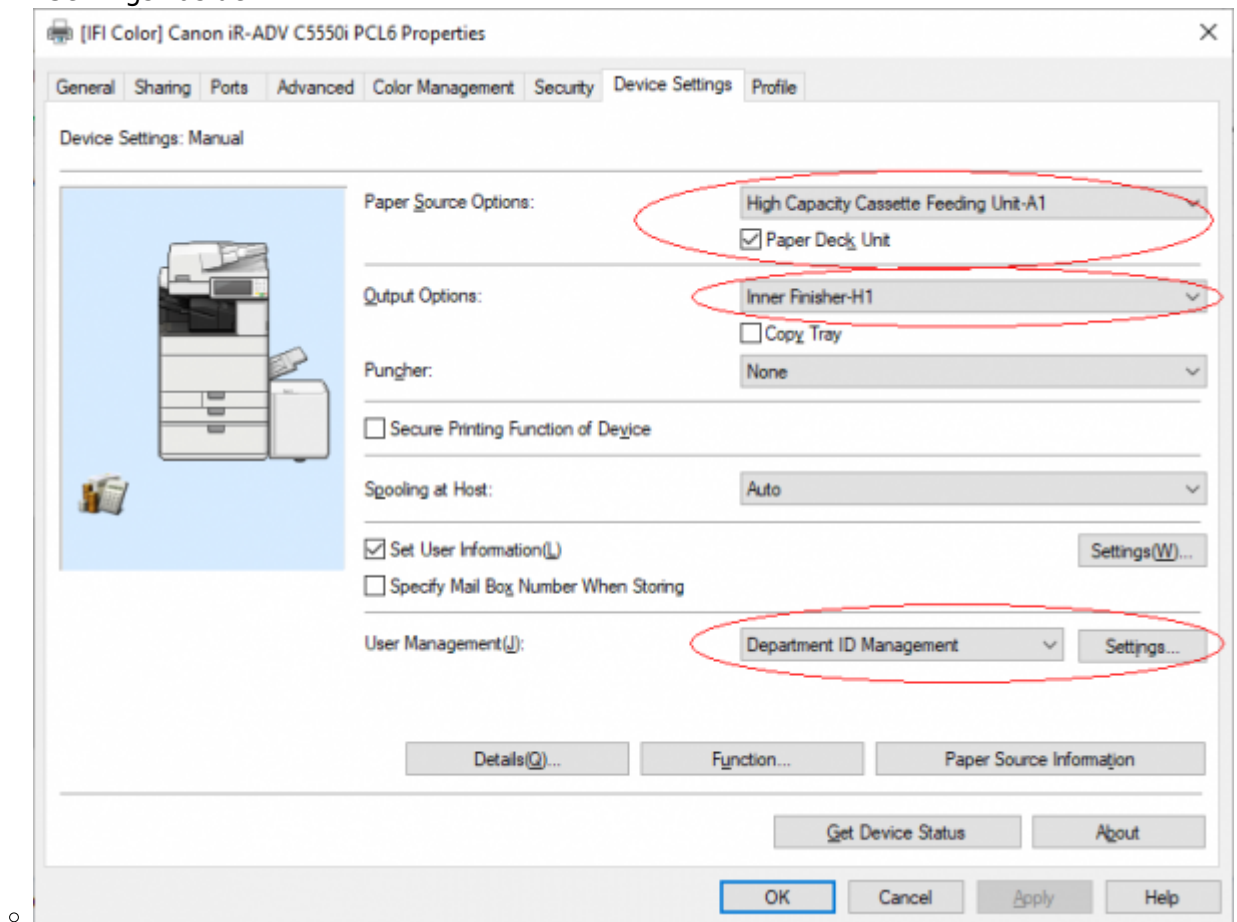 [IFI Color] Canon iR-ADV C5550i PCL6 Properties
General Sharing Ports Advanced Color Management Security Device Settings Profile
Device Settings: Manual
Paper Source Options: High Capacity Cassette Feeding Unit-A1
Paper Deck Unit
Output Options: Inner Finisher-H1
Copy Tray
Puncher: None
Secure Printing Function of Device
Spooling at Host: Auto
Set User Information(L) Settings(W)...
Specify Mail Box Number When Storing
User Management(J): Department ID Management Settings...
Details(Q)... Function... Paper Source Information
Get Device Status About
OK Cancel Apply Help